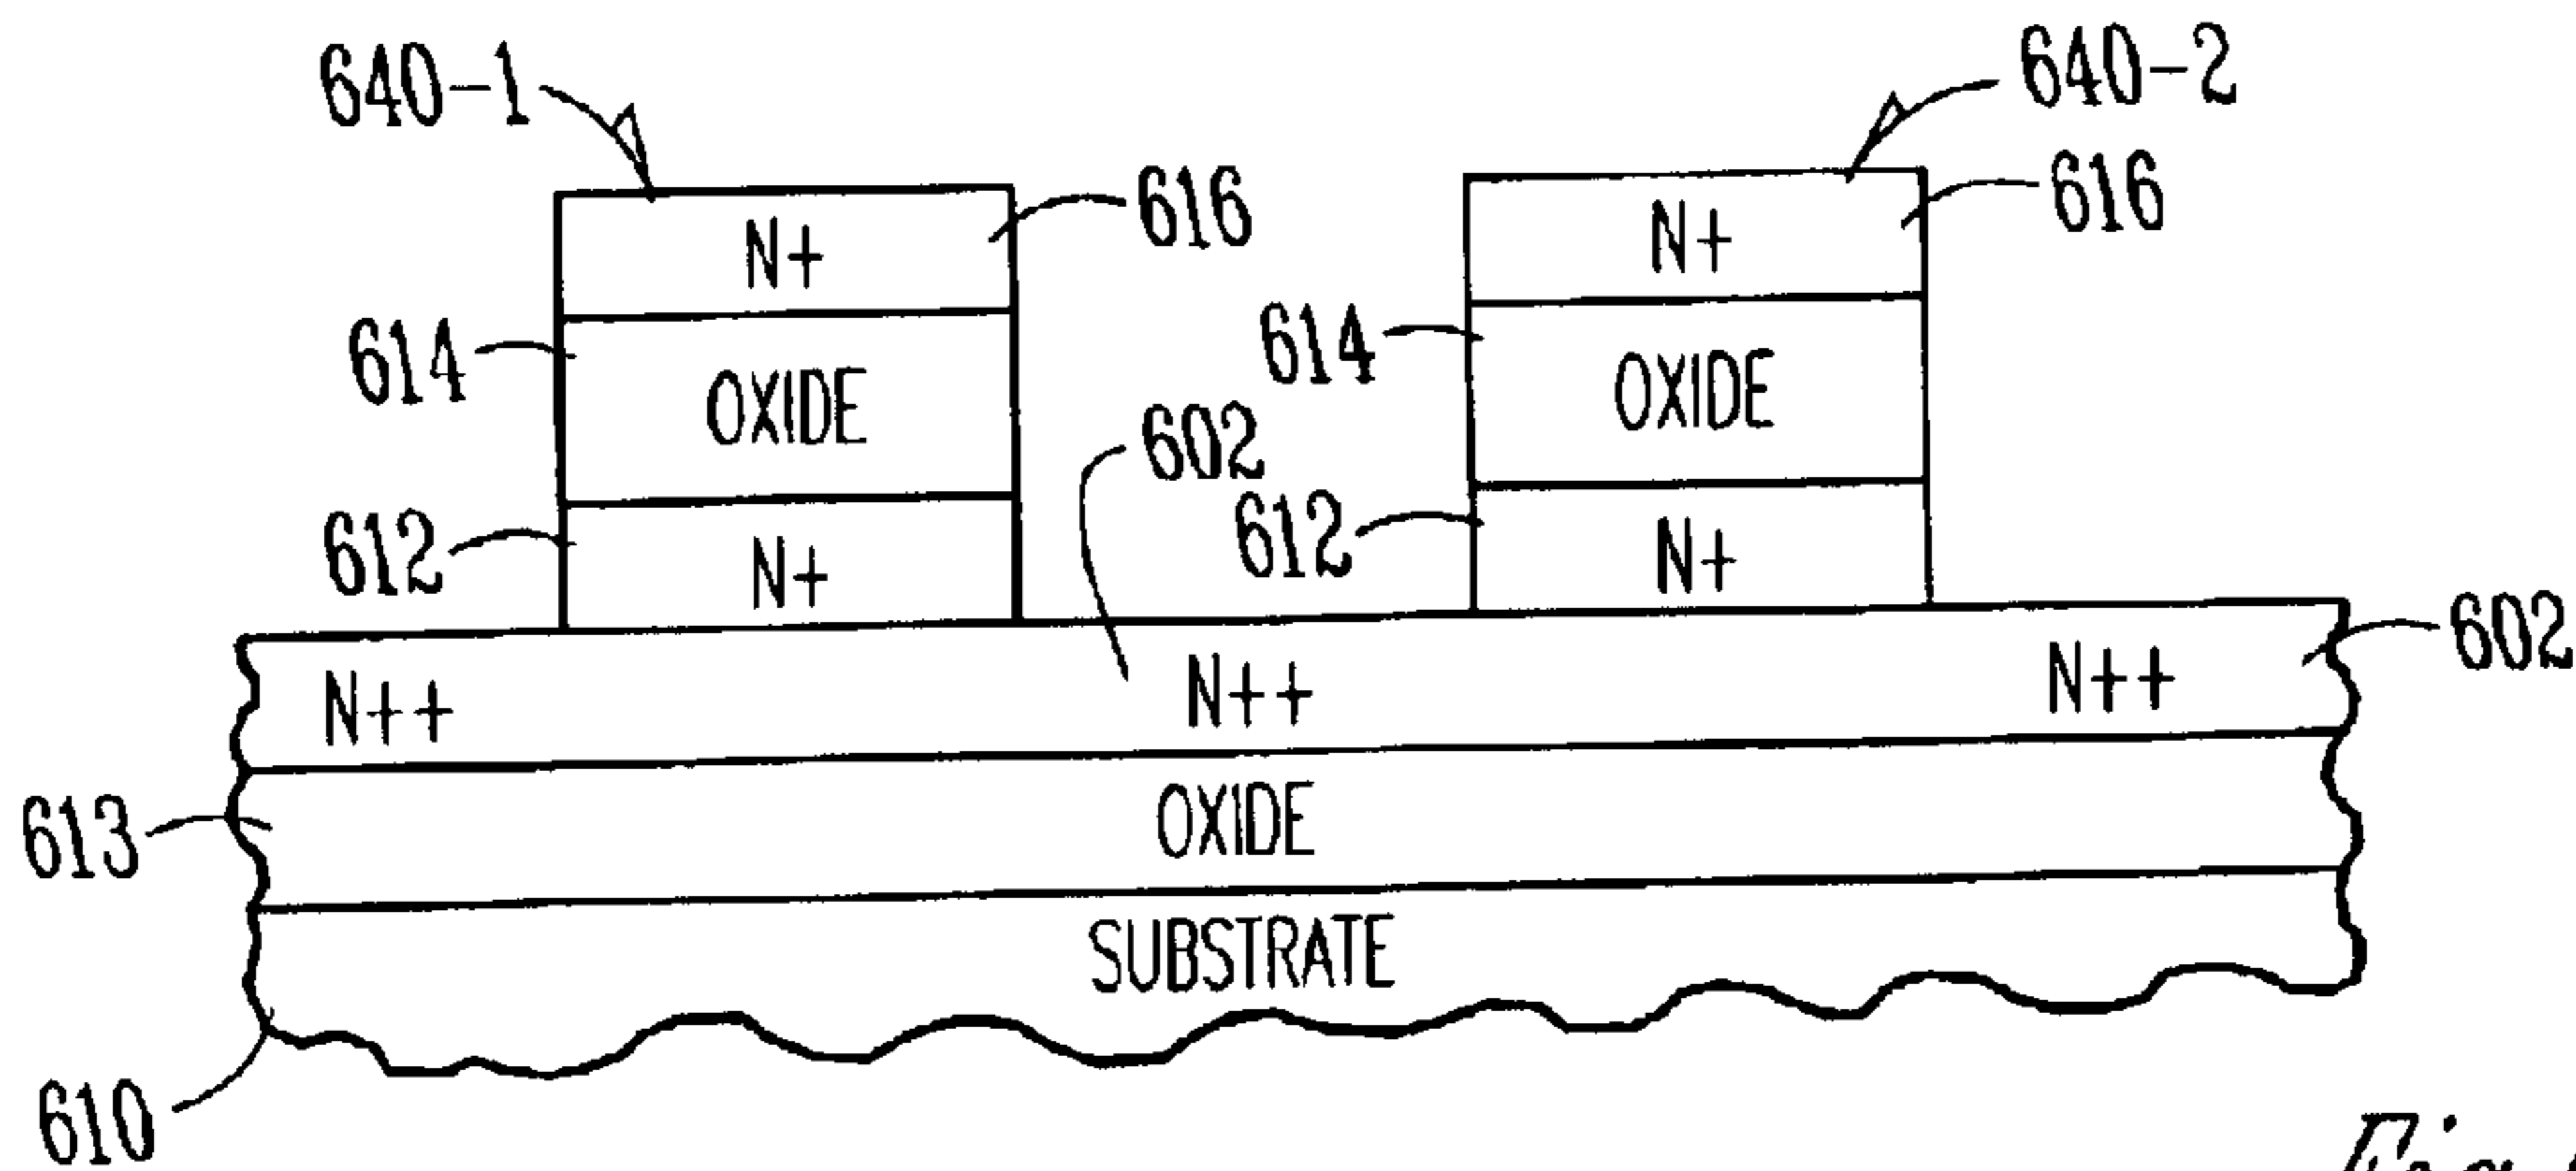 640-1
640-2
N+
616
N+
616
614
OXIDE
614
OXIDE
602
612
N+
612
N+
602
N++
N++
N++
613
OXIDE
SUBSTRATE
610